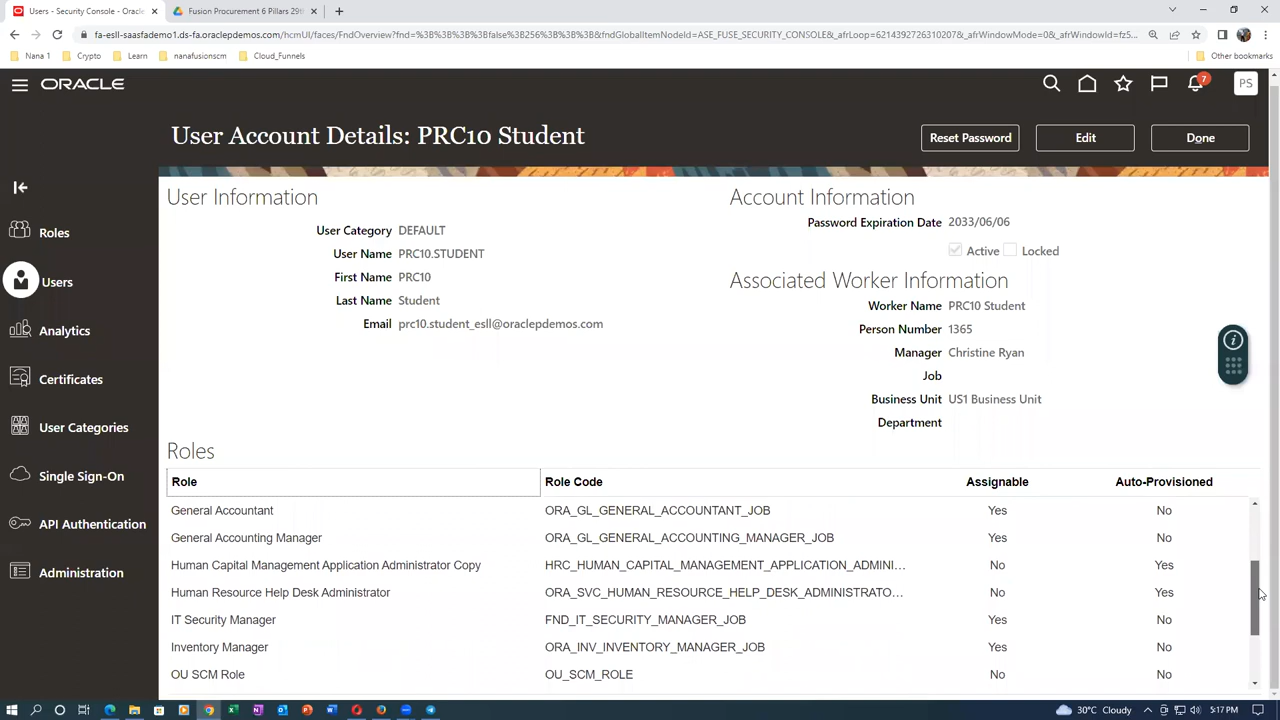 Users - Security Console - Oracl
Fusion Procurement 6 Pillars 29th
fa-esll-saasfademo1.ds-fa.oraclepdemos.com/hcmUI/faces/FndOverview?fnd=%3B%3B%3B%3Bfalse%3B256%3B%3B%3B&fndGlobalItemNodeId=ASE_FUSE_SECURITY_CONSOLE&_afrLoop=62143927263107207&_afrWindowMode=0&_afrWindowId=fz5...
Nana 1 Crypto Learn nanafusionscm Cloud_Funnels Other bookmarks
ORACLE 7 PS
User Account Details: PRC10 Student
Reset Password Edit Done
User Information
Account Information
Password Expiration Date 2033/06/06
User Category DEFAULT
Roles
Active Locked
User Name PRC10.STUDENT
First Name PRC10
Users
Associated Worker Information
Last Name Student
Worker Name PRC10 Student
Email prc10.student_esll@oraclepdemos.com
Analytics
Person Number 1365
Manager Christine Ryan
Certificates
Job
Business Unit US1 Business Unit
Department
User Categories
Roles
Single Sign-On
Role Role Code Assignable Auto-Provisioned
General Accountant ORA_GL_GENERAL_ACCOUNTANT_JOB Yes No
API Authentication
General Accounting Manager ORA_GL_GENERAL_ACCOUNTING_MANAGER_JOB Yes No
Human Capital Management Application Administrator Copy HRC_HUMAN_CAPITAL_MANAGEMENT_APPLICATION_ADMINI... No Yes
Administration
Human Resource Help Desk Administrator ORA_SVC_HUMAN_RESOURCE_HELP_DESK_ADMINISTRATO... No Yes
IT Security Manager FND_IT_SECURITY_MANAGER_JOB Yes No
Inventory Manager ORA_INV_INVENTORY_MANAGER_JOB Yes No
OU SCM Role OU_SCM_ROLE No No
30°C Cloudy 5:17 PM